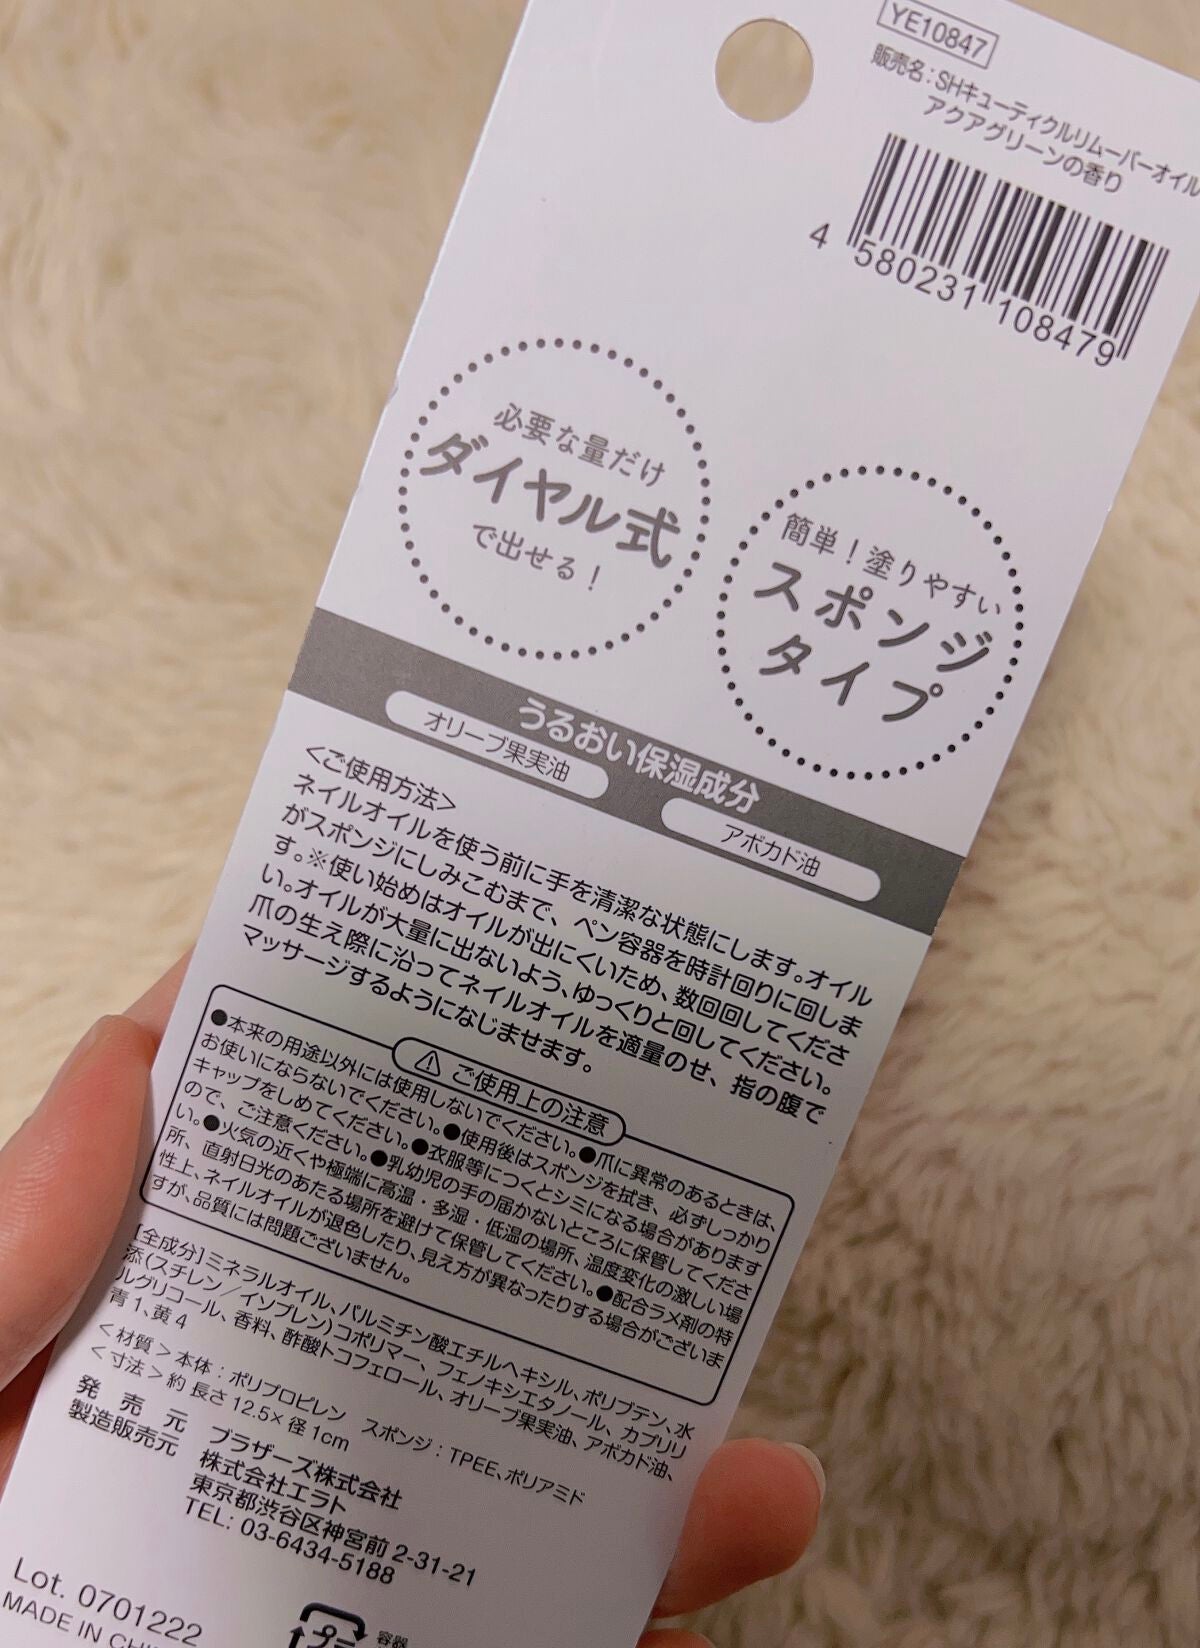 YE10847
販売名：SHキューティクルリムーバーオイル
アクアグリーンの香り
4 580231 108479
必要な量だけ
ダイヤル式
で出せる！
簡単！塗りやすい
スポンジ
タイプ
うるおい保湿成分
オリーブ果実油
アボカド油
＜ご使用方法＞
ネイルオイルを使う前に手を清潔な状態にします。オイル
がスポンジにしみこむまで、ペン容器を時計回りに回しま
す。※使い始めはオイルが出にくいため、数回回してくださ
い。オイルが大量に出ないよう、ゆっくりと回してください。
爪の生え際に沿ってネイルオイルを適量のせ、指の腹で
マッサージするようになじませます。
⚠ ご使用上の注意
●本来の用途以外には使用しないでください。●爪に異常のあるときは、
お使いにならないでください。●使用後はスポンジを拭き、必ずしっかり
キャップをしめてください。●衣服等につくとシミになる場合があります
ので、ご注意ください。●乳幼児の手の届かないところに保管してくださ
い。●火気の近くや極端に高温・多湿・低温の場所、温度変化の激しい場
所、直射日光のあたる場所を避けて保管してください。●配合ラメ剤の特
性上、ネイルオイルが退色したり、見え方が異なったりする場合がございま
すが、品質には問題ございません。
[全成分]ミネラルオイル、パルミチン酸エチルヘキシル、ポリブテン、水
添（スチレン／イソプレン）コポリマー、フェノキシエタノール、カプリリ
ルグリコール、香料、酢酸トコフェロール、オリーブ果実油、アボカド油、
青1、黄4
＜材質＞本体：ポリプロピレン　スポンジ：TPEE、ポリアミド
＜寸法＞約 長さ12.5×径1cm
発売元　ブラザーズ株式会社
製造販売元　株式会社エラト
東京都渋谷区神宮前2-31-21
TEL: 03-6434-5188
Lot. 0701222
MADE IN
プラ 容器